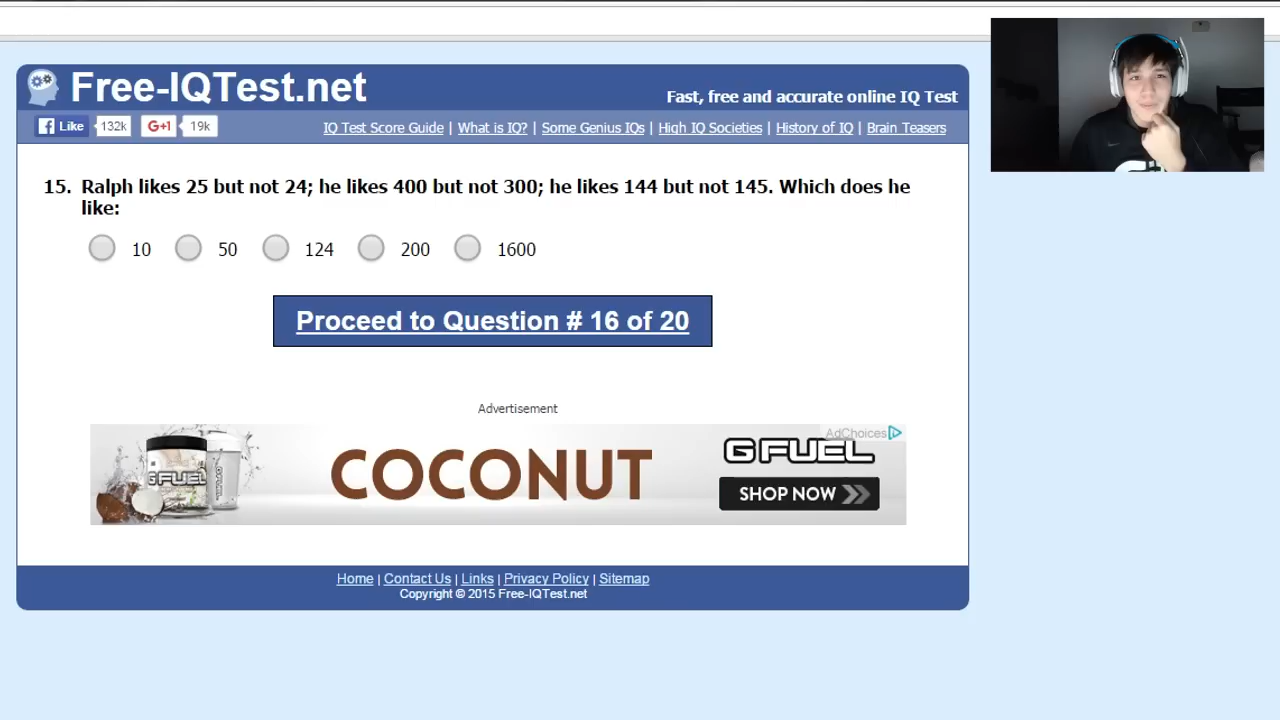 Free-IQTest.net
Fast, free and accurate online IQ Test
Like 132k G+1 19k
IQ Test Score Guide | What is IQ? | Some Genius IQs | High IQ Societies | History of IQ | Brain Teasers
15. Ralph likes 25 but not 24; he likes 400 but not 300; he likes 144 but not 145. Which does he
like:
10 50 124 200 1600
Proceed to Question # 16 of 20
Advertisement
AdChoices
G FUEL
COCONUT
G FUEL
SHOP NOW
Home | Contact Us | Links | Privacy Policy | Sitemap
Copyright © 2015 Free-IQTest.net